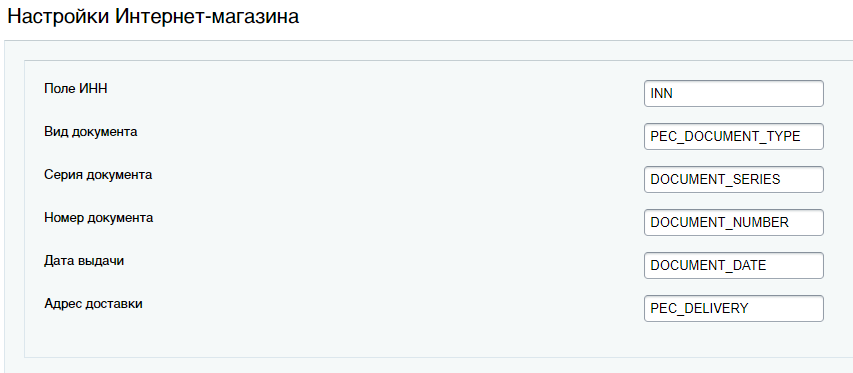 Настройки Интернет-магазина
Поле ИНН INN
Вид документа PEC_DOCUMENT_TYPE
Серия документа DOCUMENT_SERIES
Номер документа DOCUMENT_NUMBER
Дата выдачи DOCUMENT_DATE
Адрес доставки PEC_DELIVERY